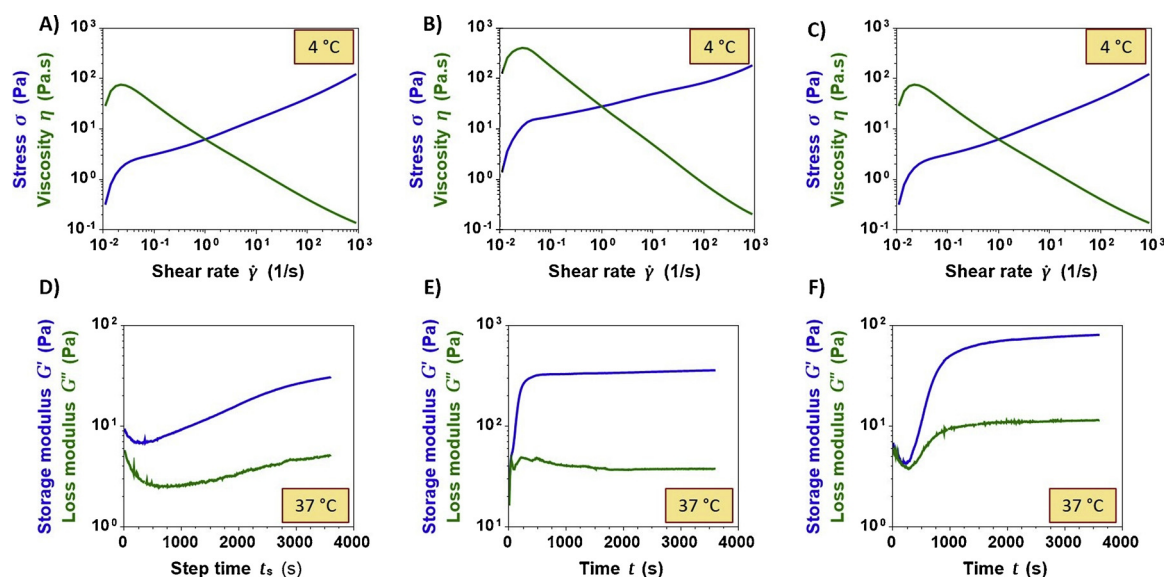 A)
10³
10²
10¹
10⁰
10⁻¹
Stress σ (Pa)
Viscosity η (Pa.s)
4 °C
10⁻² 10⁻¹ 10⁰ 10¹ 10² 10³
Shear rate γ̇ (1/s)
B)
10³
10²
10¹
10⁰
10⁻¹
Stress σ (Pa)
Viscosity η (Pa.s)
4 °C
10⁻² 10⁻¹ 10⁰ 10¹ 10² 10³
Shear rate γ̇ (1/s)
C)
10³
10²
10¹
10⁰
10⁻¹
Stress σ (Pa)
Viscosity η (Pa.s)
4 °C
10⁻² 10⁻¹ 10⁰ 10¹ 10² 10³
Shear rate γ̇ (1/s)
D)
10²
10¹
10⁰
Storage modulus G' (Pa)
Loss modulus G" (Pa)
37 °C
0 1000 2000 3000 4000
Step time tₛ (s)
E)
10³
10²
10¹
Storage modulus G' (Pa)
Loss modulus G" (Pa)
37 °C
0 1000 2000 3000 4000
Time t (s)
F)
10²
10¹
10⁰
Storage modulus G' (Pa)
Loss modulus G" (Pa)
37 °C
0 1000 2000 3000 4000
Time t (s)